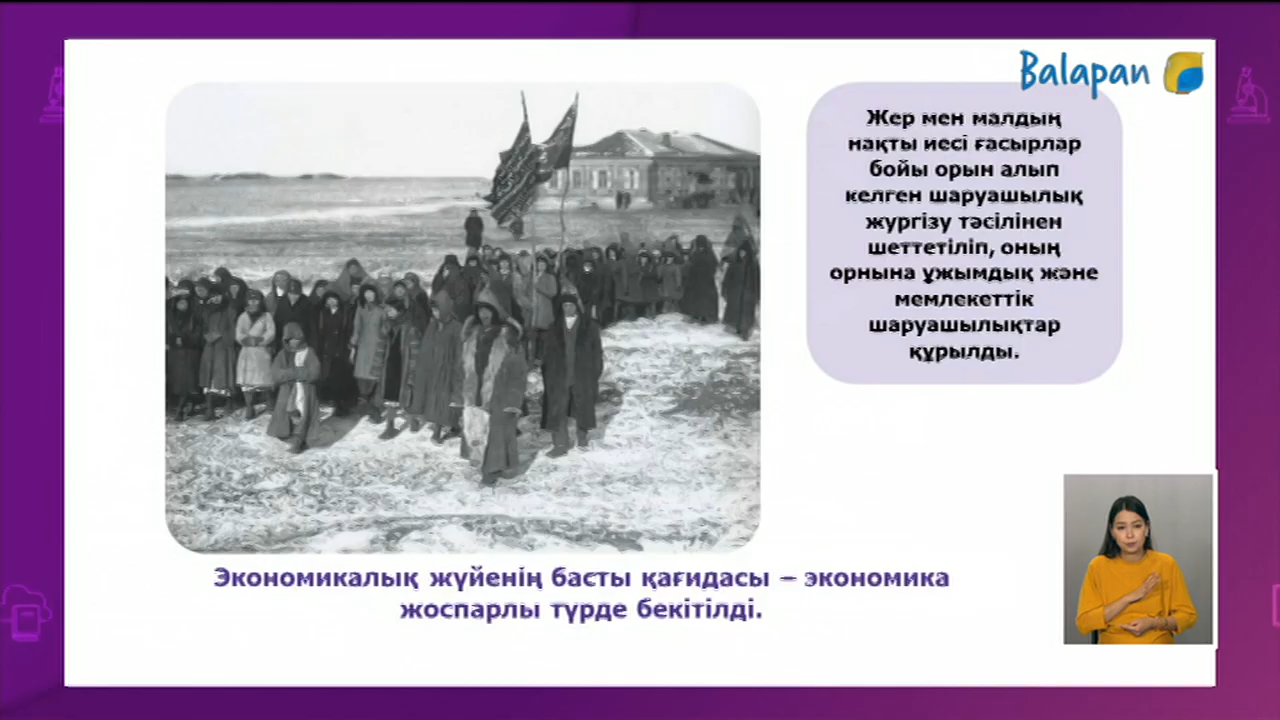 Balapan
Жер мен малдың
нақты иесі ғасырлар
бойы орын алып
келген шаруашылық
жүргізу тәсілінен
шеттетіліп, оның
орнына ұжымдық және
мемлекеттік
шаруашылықтар
құрылды.
Экономикалық жүйенің басты қағидасы – экономика
жоспарлы түрде бекітілді.